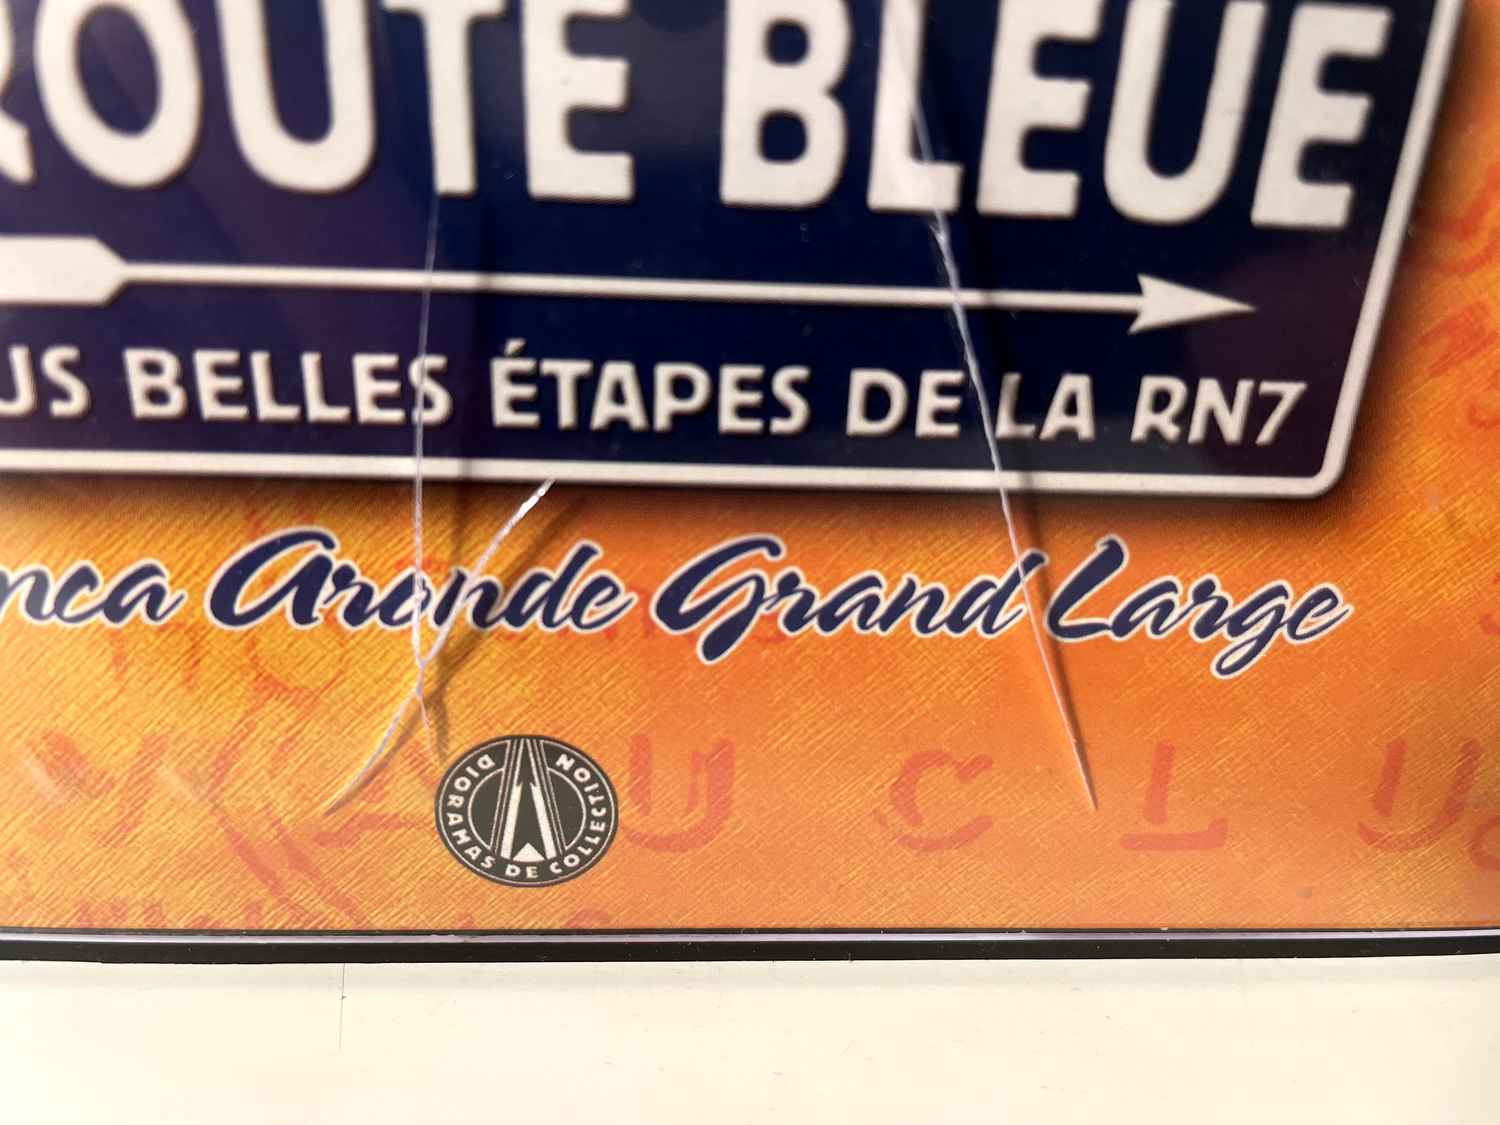 ROUTE BLEUE
US BELLES ÉTAPES DE LA RN7
nca Aronde Grand Large
DIORAMAS DE COLLECTION